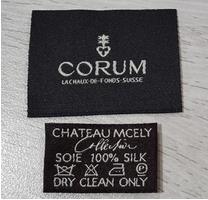 CORUM
LA CHAUX-DE-FONDS-SUISSE
CHATEAU MCELY
Collection
SOIE 100% SILK
P
DRY CLEAN ONLY